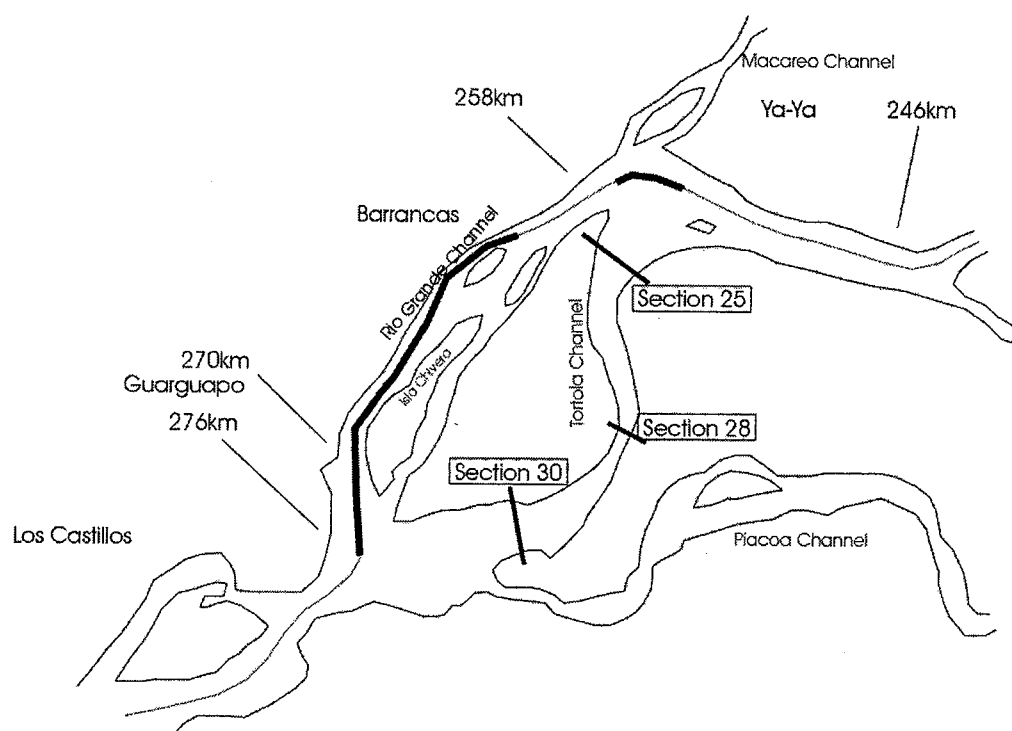 Macareo Channel
258km
Ya-Ya
246km
Barrancas
Rio Grande Channel
Section 25
Tortola Channel
Isla Chivera
270km
Guarguapo
276km
Section 28
Section 30
Los Castillos
Piacoa Channel